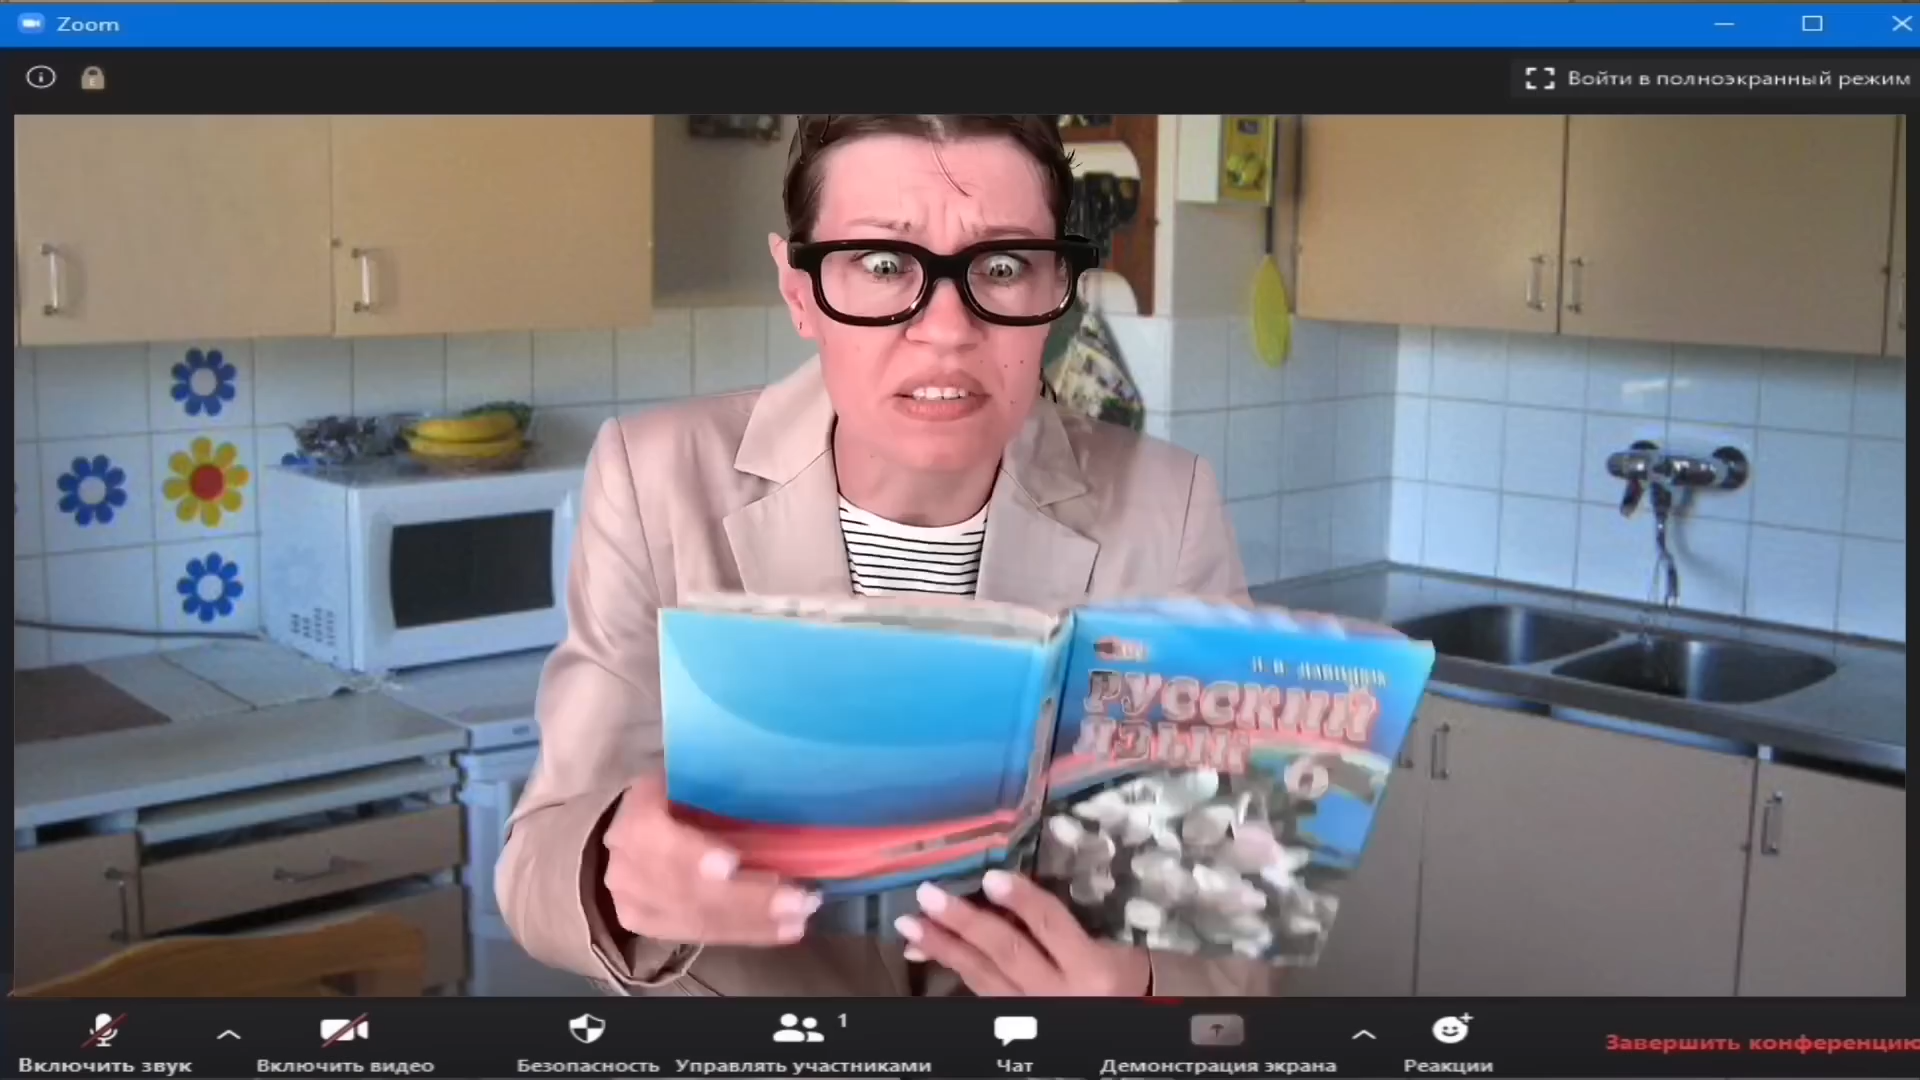 Zoom
Войти в полноэкранный режим
РУССКИЙ
ЯЗЫК
6
1
Включить звук
Включить видео
Безопасность
Управлять участниками
Чат
Демонстрация экрана
Реакции
Завершить конференцию